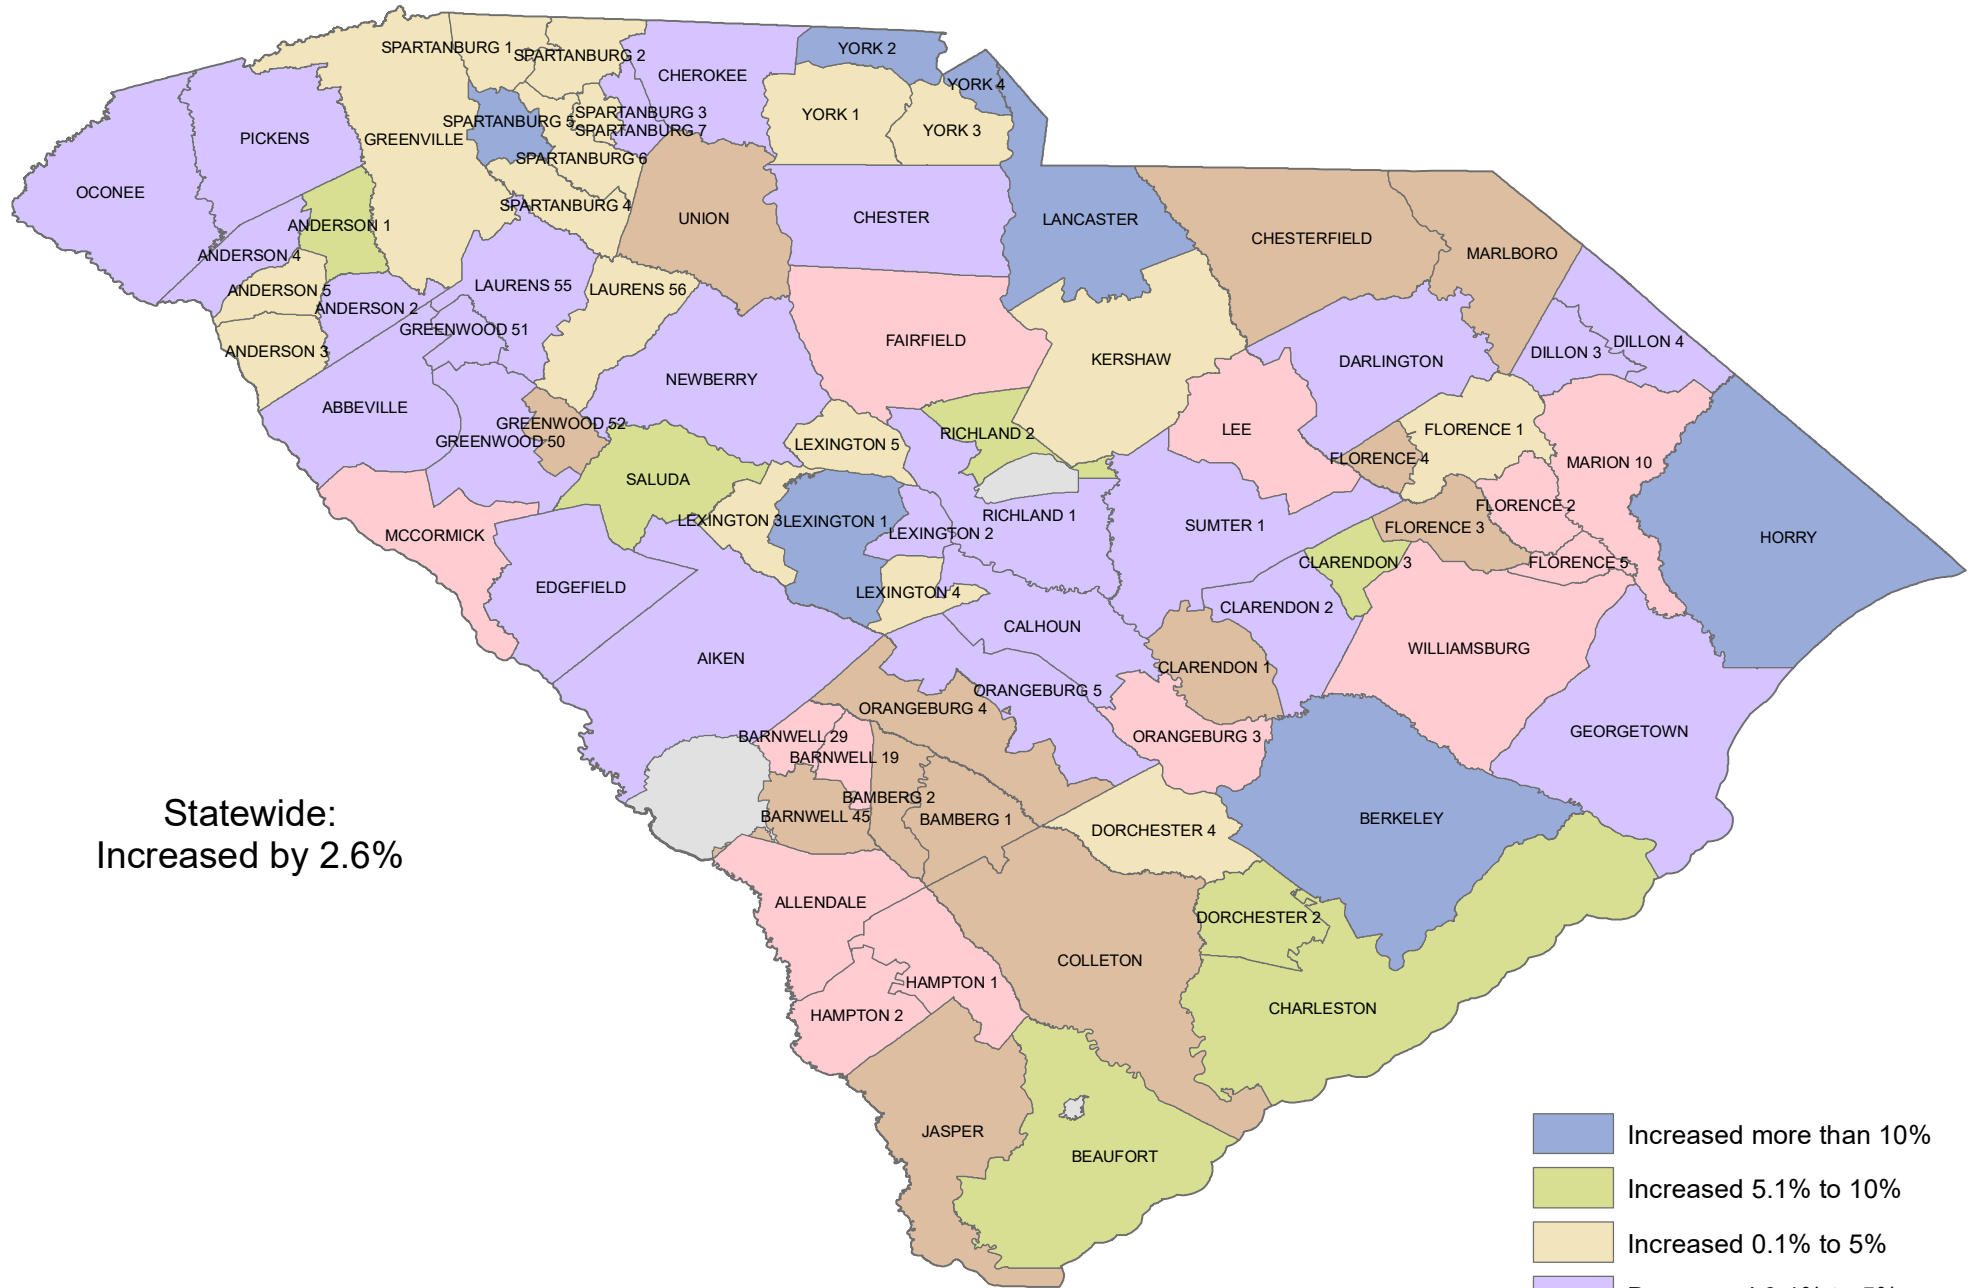 SPARTANBURG 1
SPARTANBURG 2
YORK 2
CHEROKEE
YORK 4
SPARTANBURG 3
YORK 1
SPARTANBURG 5
SPARTANBURG 7
YORK 3
PICKENS
GREENVILLE
SPARTANBURG 6
OCONEE
SPARTANBURG 4
UNION
CHESTER
LANCASTER
ANDERSON 1
CHESTERFIELD
MARLBORO
ANDERSON 4
LAURENS 55
LAURENS 56
ANDERSON 5
ANDERSON 2
GREENWOOD 51
FAIRFIELD
DILLON 4
ANDERSON 3
DILLON 3
KERSHAW
DARLINGTON
NEWBERRY
ABBEVILLE
GREENWOOD 52
LEE
FLORENCE 1
RICHLAND 2
GREENWOOD 50
LEXINGTON 5
FLORENCE 4
MARION 10
SALUDA
FLORENCE 2
RICHLAND 1
LEXINGTON 3
LEXINGTON 1
SUMTER 1
FLORENCE 3
LEXINGTON 2
MCCORMICK
HORRY
CLARENDON 3
FLORENCE 5
EDGEFIELD
LEXINGTON 4
CLARENDON 2
CALHOUN
WILLIAMSBURG
AIKEN
CLARENDON 1
ORANGEBURG 5
ORANGEBURG 4
GEORGETOWN
BARNWELL 29
ORANGEBURG 3
BARNWELL 19
BAMBERG 2
BARNWELL 45
BAMBERG 1
BERKELEY
DORCHESTER 4
Statewide:
Increased by 2.6%
ALLENDALE
DORCHESTER 2
COLLETON
HAMPTON 1
CHARLESTON
HAMPTON 2
JASPER
BEAUFORT
Increased more than 10%
Increased 5.1% to 10%
Increased 0.1% to 5%